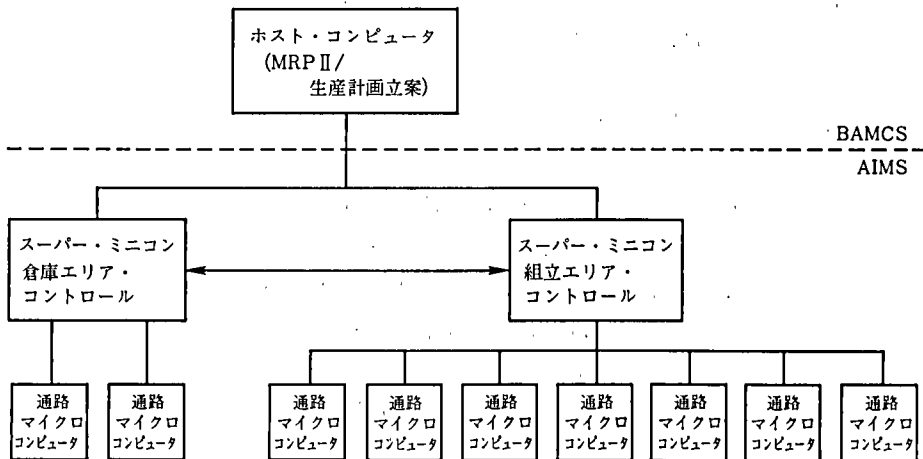 ホスト・コンピュータ
(MRPⅡ/
生産計画立案)
BAMCS
AIMS
スーパー・ミニコン
倉庫エリア・
コントロール
スーパー・ミニコン
組立エリア・
コントロール
通路
マイクロ
コンピュータ
通路
マイクロ
コンピュータ
通路
マイクロ
コンピュータ
通路
マイクロ
コンピュータ
通路
マイクロ
コンピュータ
通路
マイクロ
コンピュータ
通路
マイクロ
コンピュータ
通路
マイクロ
コンピュータ
通路
マイクロ
コンピュータ